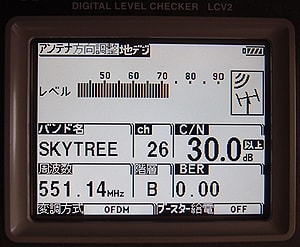 DIGITAL LEVEL CHECKER LCV2
アンテナ方向調整 地デジ
50 60 70 80 90
レベル
バンド名 ch C/N
SKYTREE 26 30.0 以上 dB
周波数 階層 BER
551.14MHz B 0.00
変調方式 OFDM ブースター給電 OFF